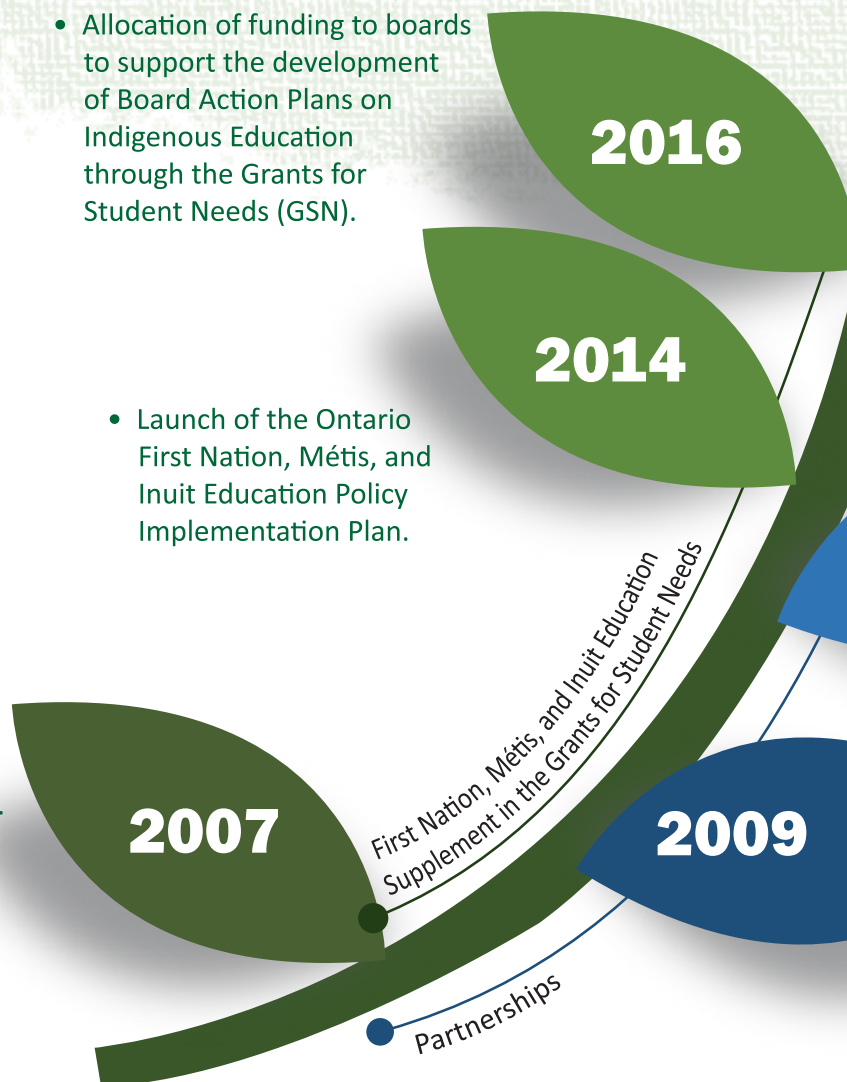 • Allocation of funding to boards
to support the development
of Board Action Plans on
Indigenous Education
through the Grants for
Student Needs (GSN).
2016
2014
• Launch of the Ontario
First Nation, Métis, and
Inuit Education Policy
Implementation Plan.
First Nation, Métis, and Inuit Education
Supplement in the Grants for Student Needs
2007
2009
Partnerships